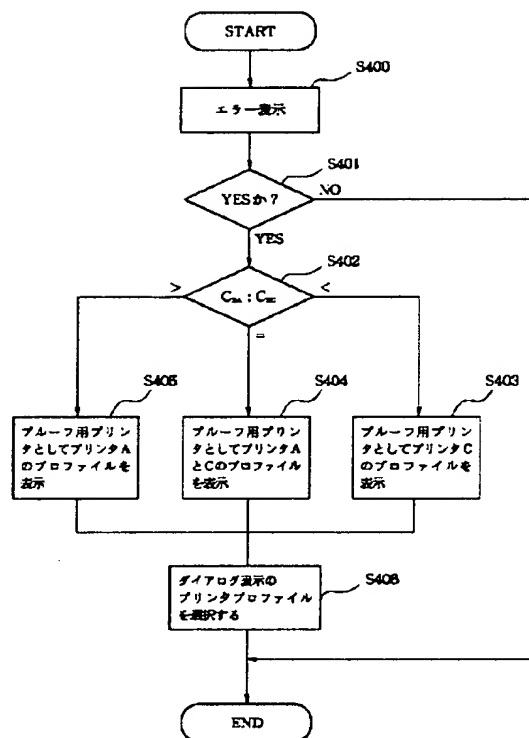 START
S400
エラー表示
S401
YESか?
NO
YES
S402
>
<
=
S405
S404
S403
プルーフ用プリン
タとしてプリンタA
のプロファイルを
表示
プルーフ用プリン
タとしてプリンタA
とCのプロファイル
を表示
プルーフ用プリン
タとしてプリンタC
のプロファイルを
表示
ダイアログ表示の
プリンタプロファイル
を選択する
END